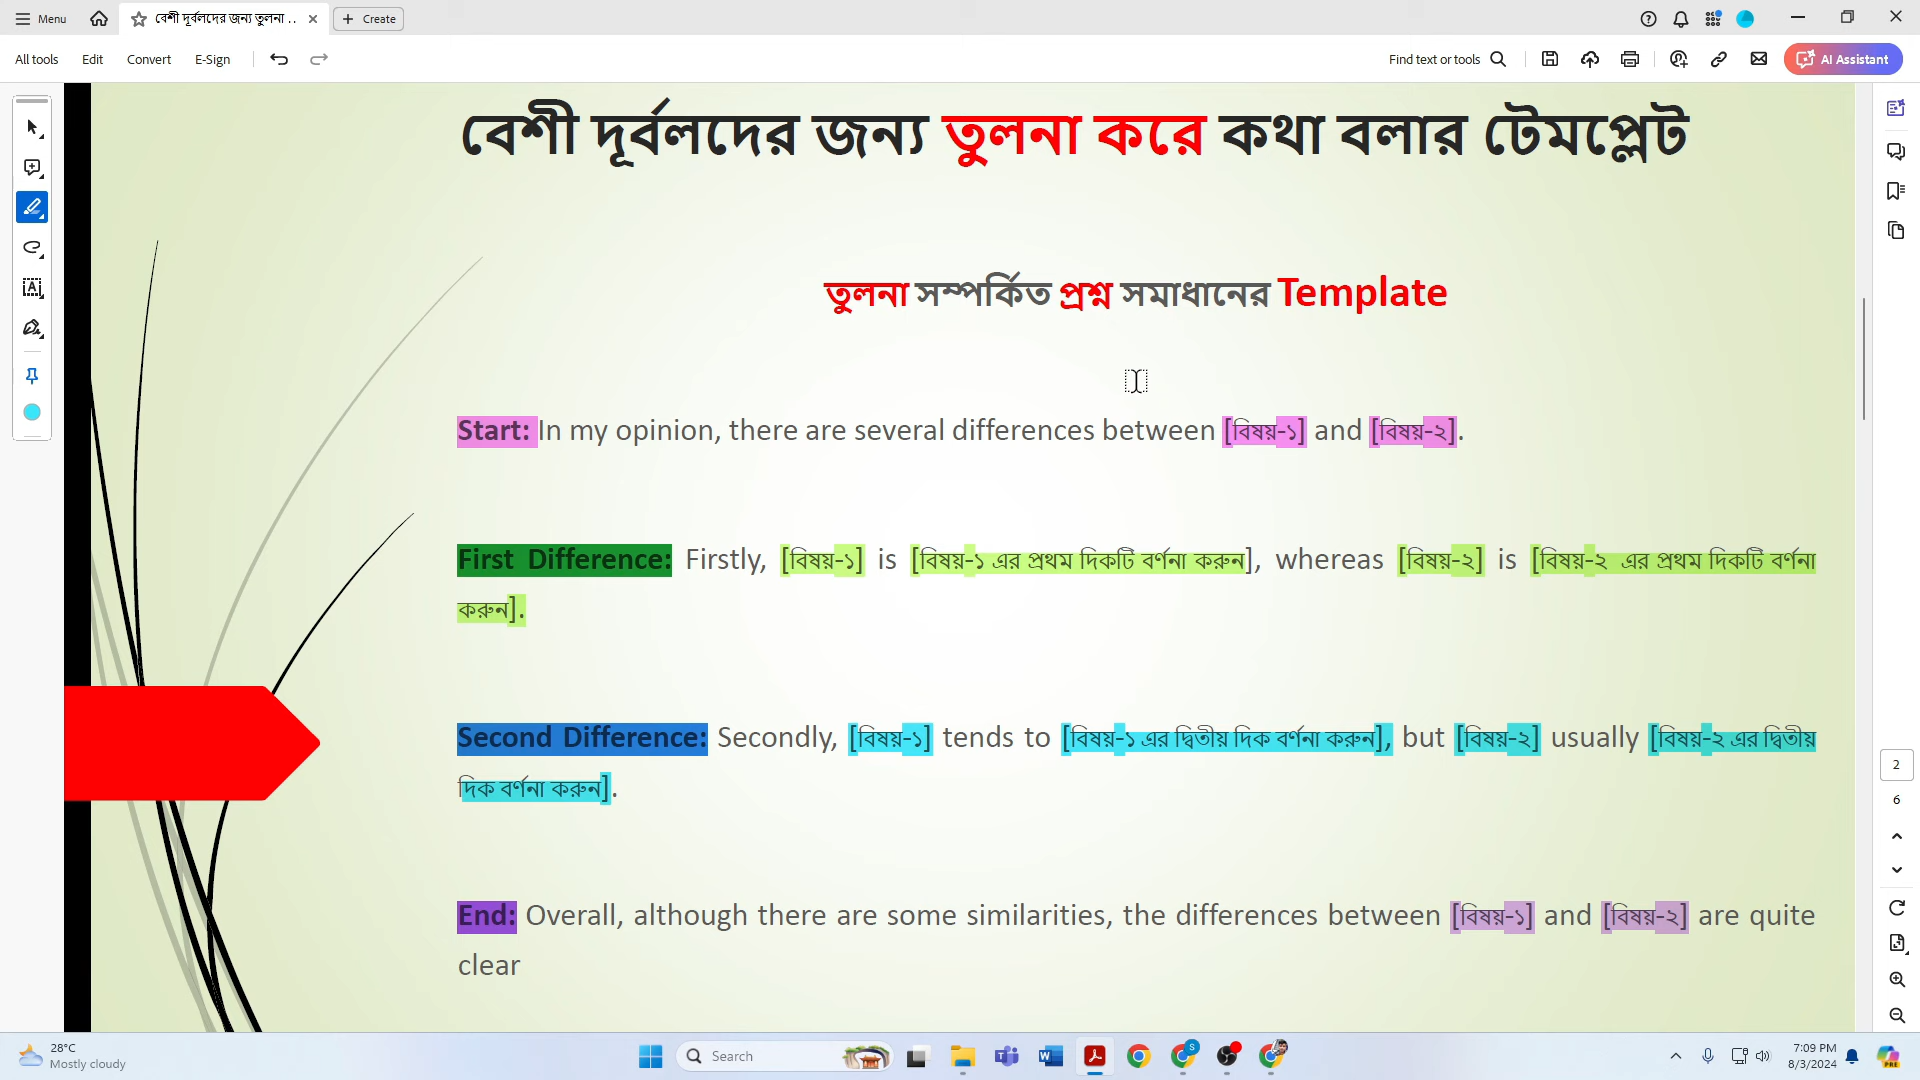 Menu
বেশী দূর্বলদের জন্য তুলনা ..
Create
All tools Edit Convert E-Sign
Find text or tools
AI Assistant
বেশী দূর্বলদের জন্য তুলনা করে কথা বলার টেমপ্লেট
তুলনা সম্পর্কিত প্রশ্ন সমাধানের Template
Start: In my opinion, there are several differences between [বিষয়-১] and [বিষয়-২].
First Difference: Firstly, [বিষয়-১] is [বিষয়-১ এর প্রথম দিকটি বর্ণনা করুন], whereas [বিষয়-২] is [বিষয়-২ এর প্রথম দিকটি বর্ণনা
করুন].
Second Difference: Secondly, [বিষয়-১] tends to [বিষয়-১ এর দ্বিতীয় দিক বর্ণনা করুন], but [বিষয়-২] usually [বিষয়-২ এর দ্বিতীয়
দিক বর্ণনা করুন].
End: Overall, although there are some similarities, the differences between [বিষয়-১] and [বিষয়-২] are quite
clear
2
6
28°C
Mostly cloudy
Search
7:09 PM
8/3/2024